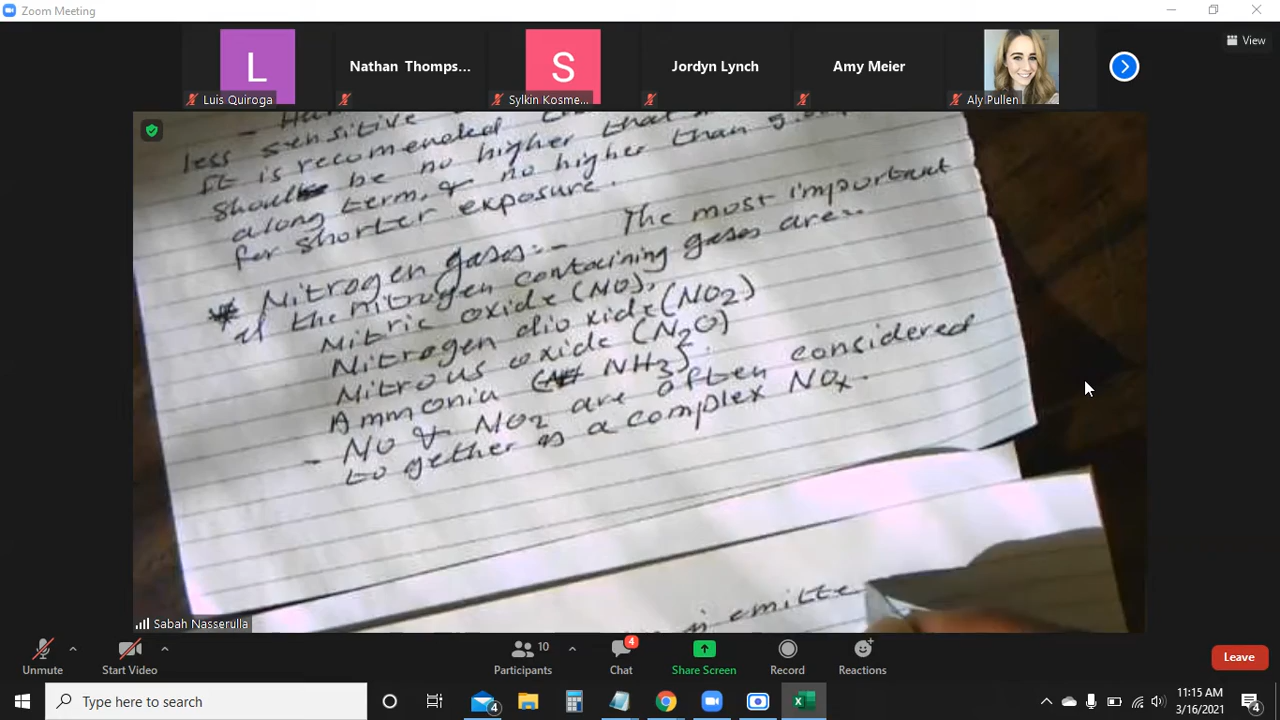 Zoom Meeting
View
L
Nathan Thomps...
S
Jordyn Lynch
Amy Meier
Luis Quiroga
Sylkin Kosme...
Aly Pullen
less sensitive
It is recomended
should be no higher that
along term, & no higher than
for shorter exposure.
* Nitrogen gases:- The most important
of the nitrogen containing gases are:-
Nitric oxide (NO),
Nitrogen dioxide (NO2)
Nitrous oxide (N2O)
Ammonia (NH3).
- NO & NO2 are often considered
together as a complex NOx.
emitte
Sabah Nasserulla
Unmute
Start Video
10
Participants
4
Chat
Share Screen
Record
Reactions
Leave
Type here to search
4
11:15 AM
3/16/2021
4